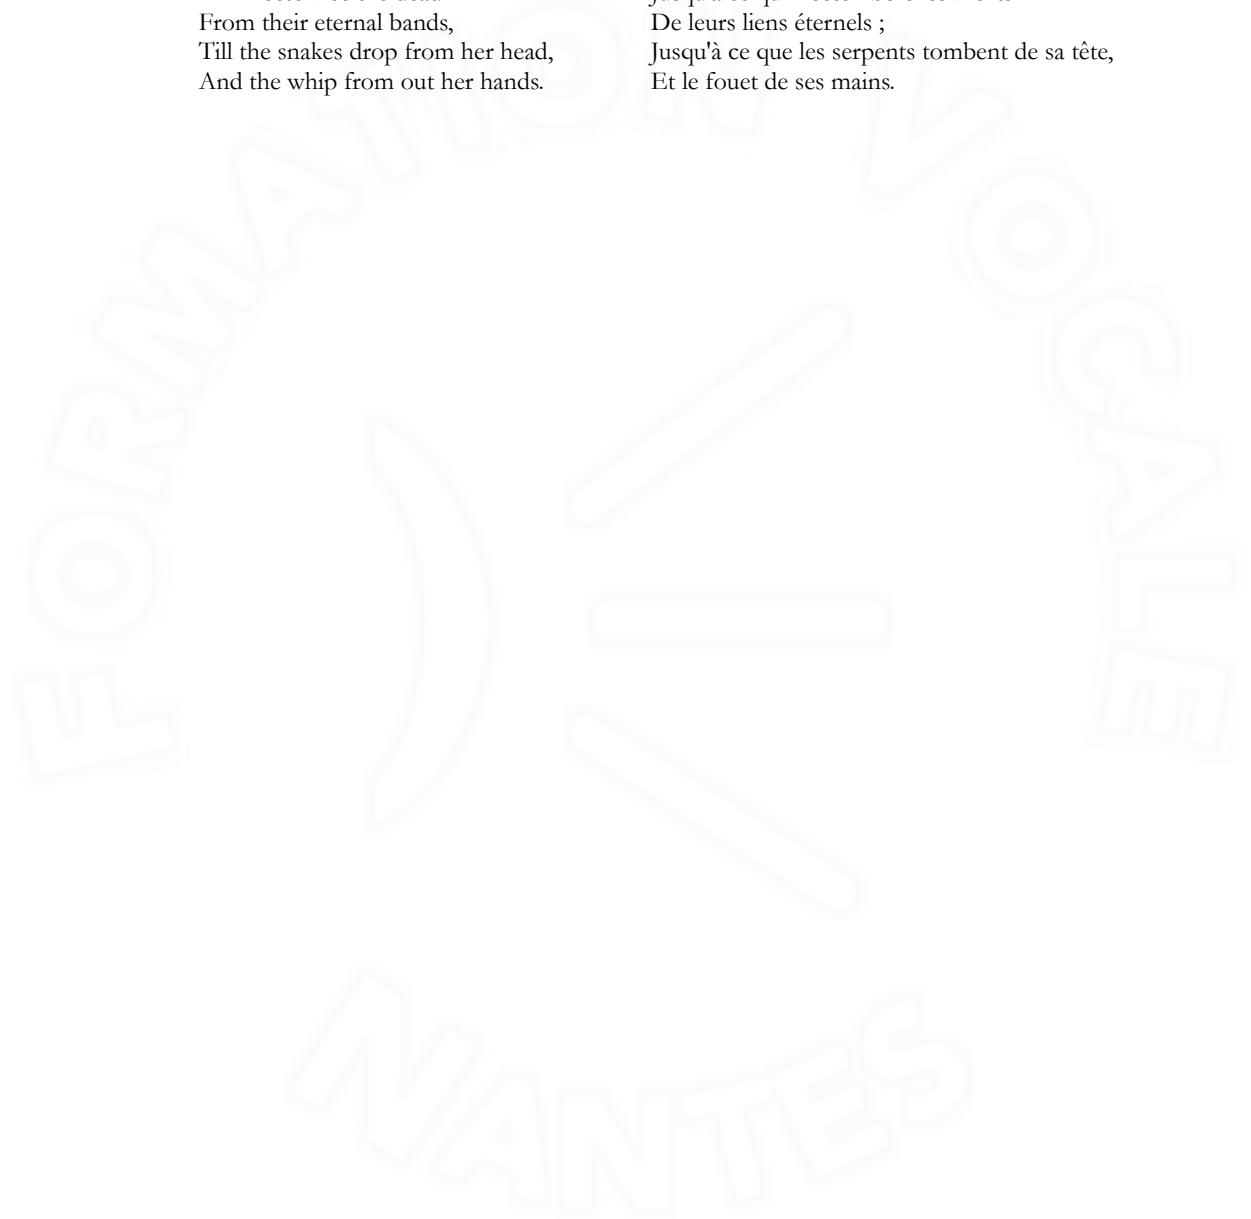 From their eternal bands,
Till the snakes drop from her head,
And the whip from out her hands.
De leurs liens éternels ;
Jusqu'à ce que les serpents tombent de sa tête,
Et le fouet de ses mains.
FORMATION VOCALE
NANTES